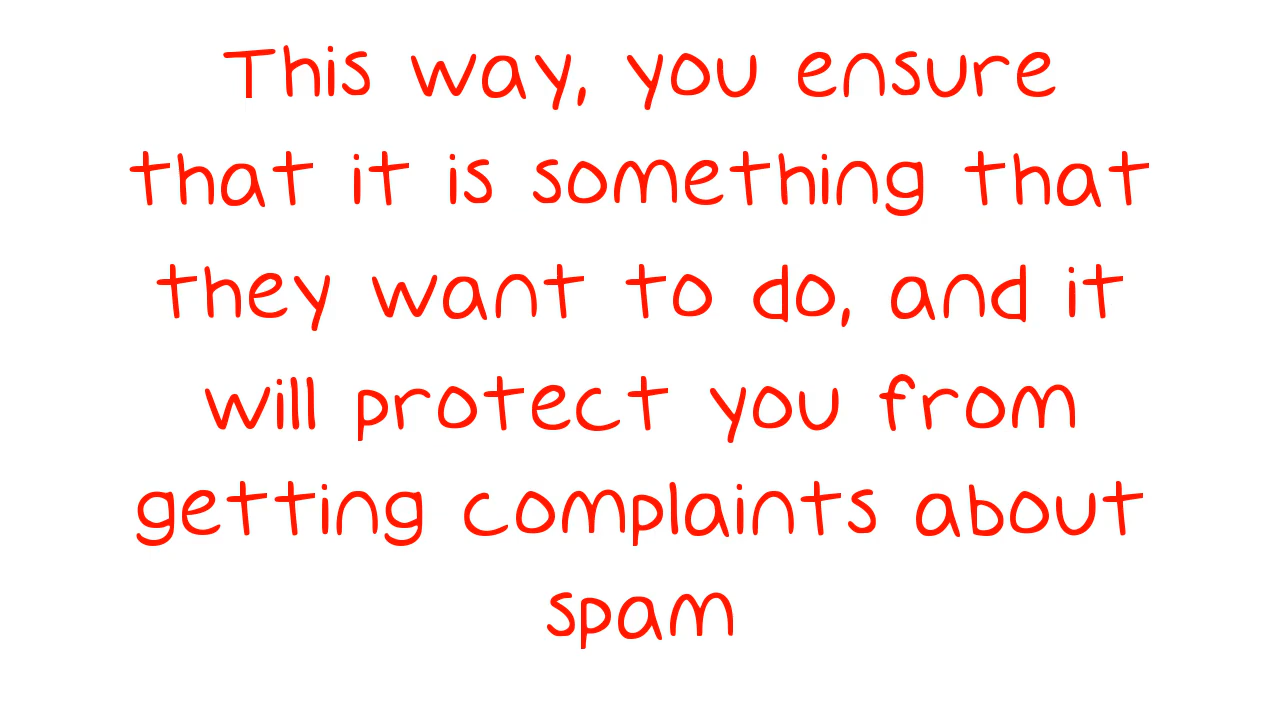 This way, you ensure
that it is something that
they want to do, and it
will protect you from
getting complaints about
spam